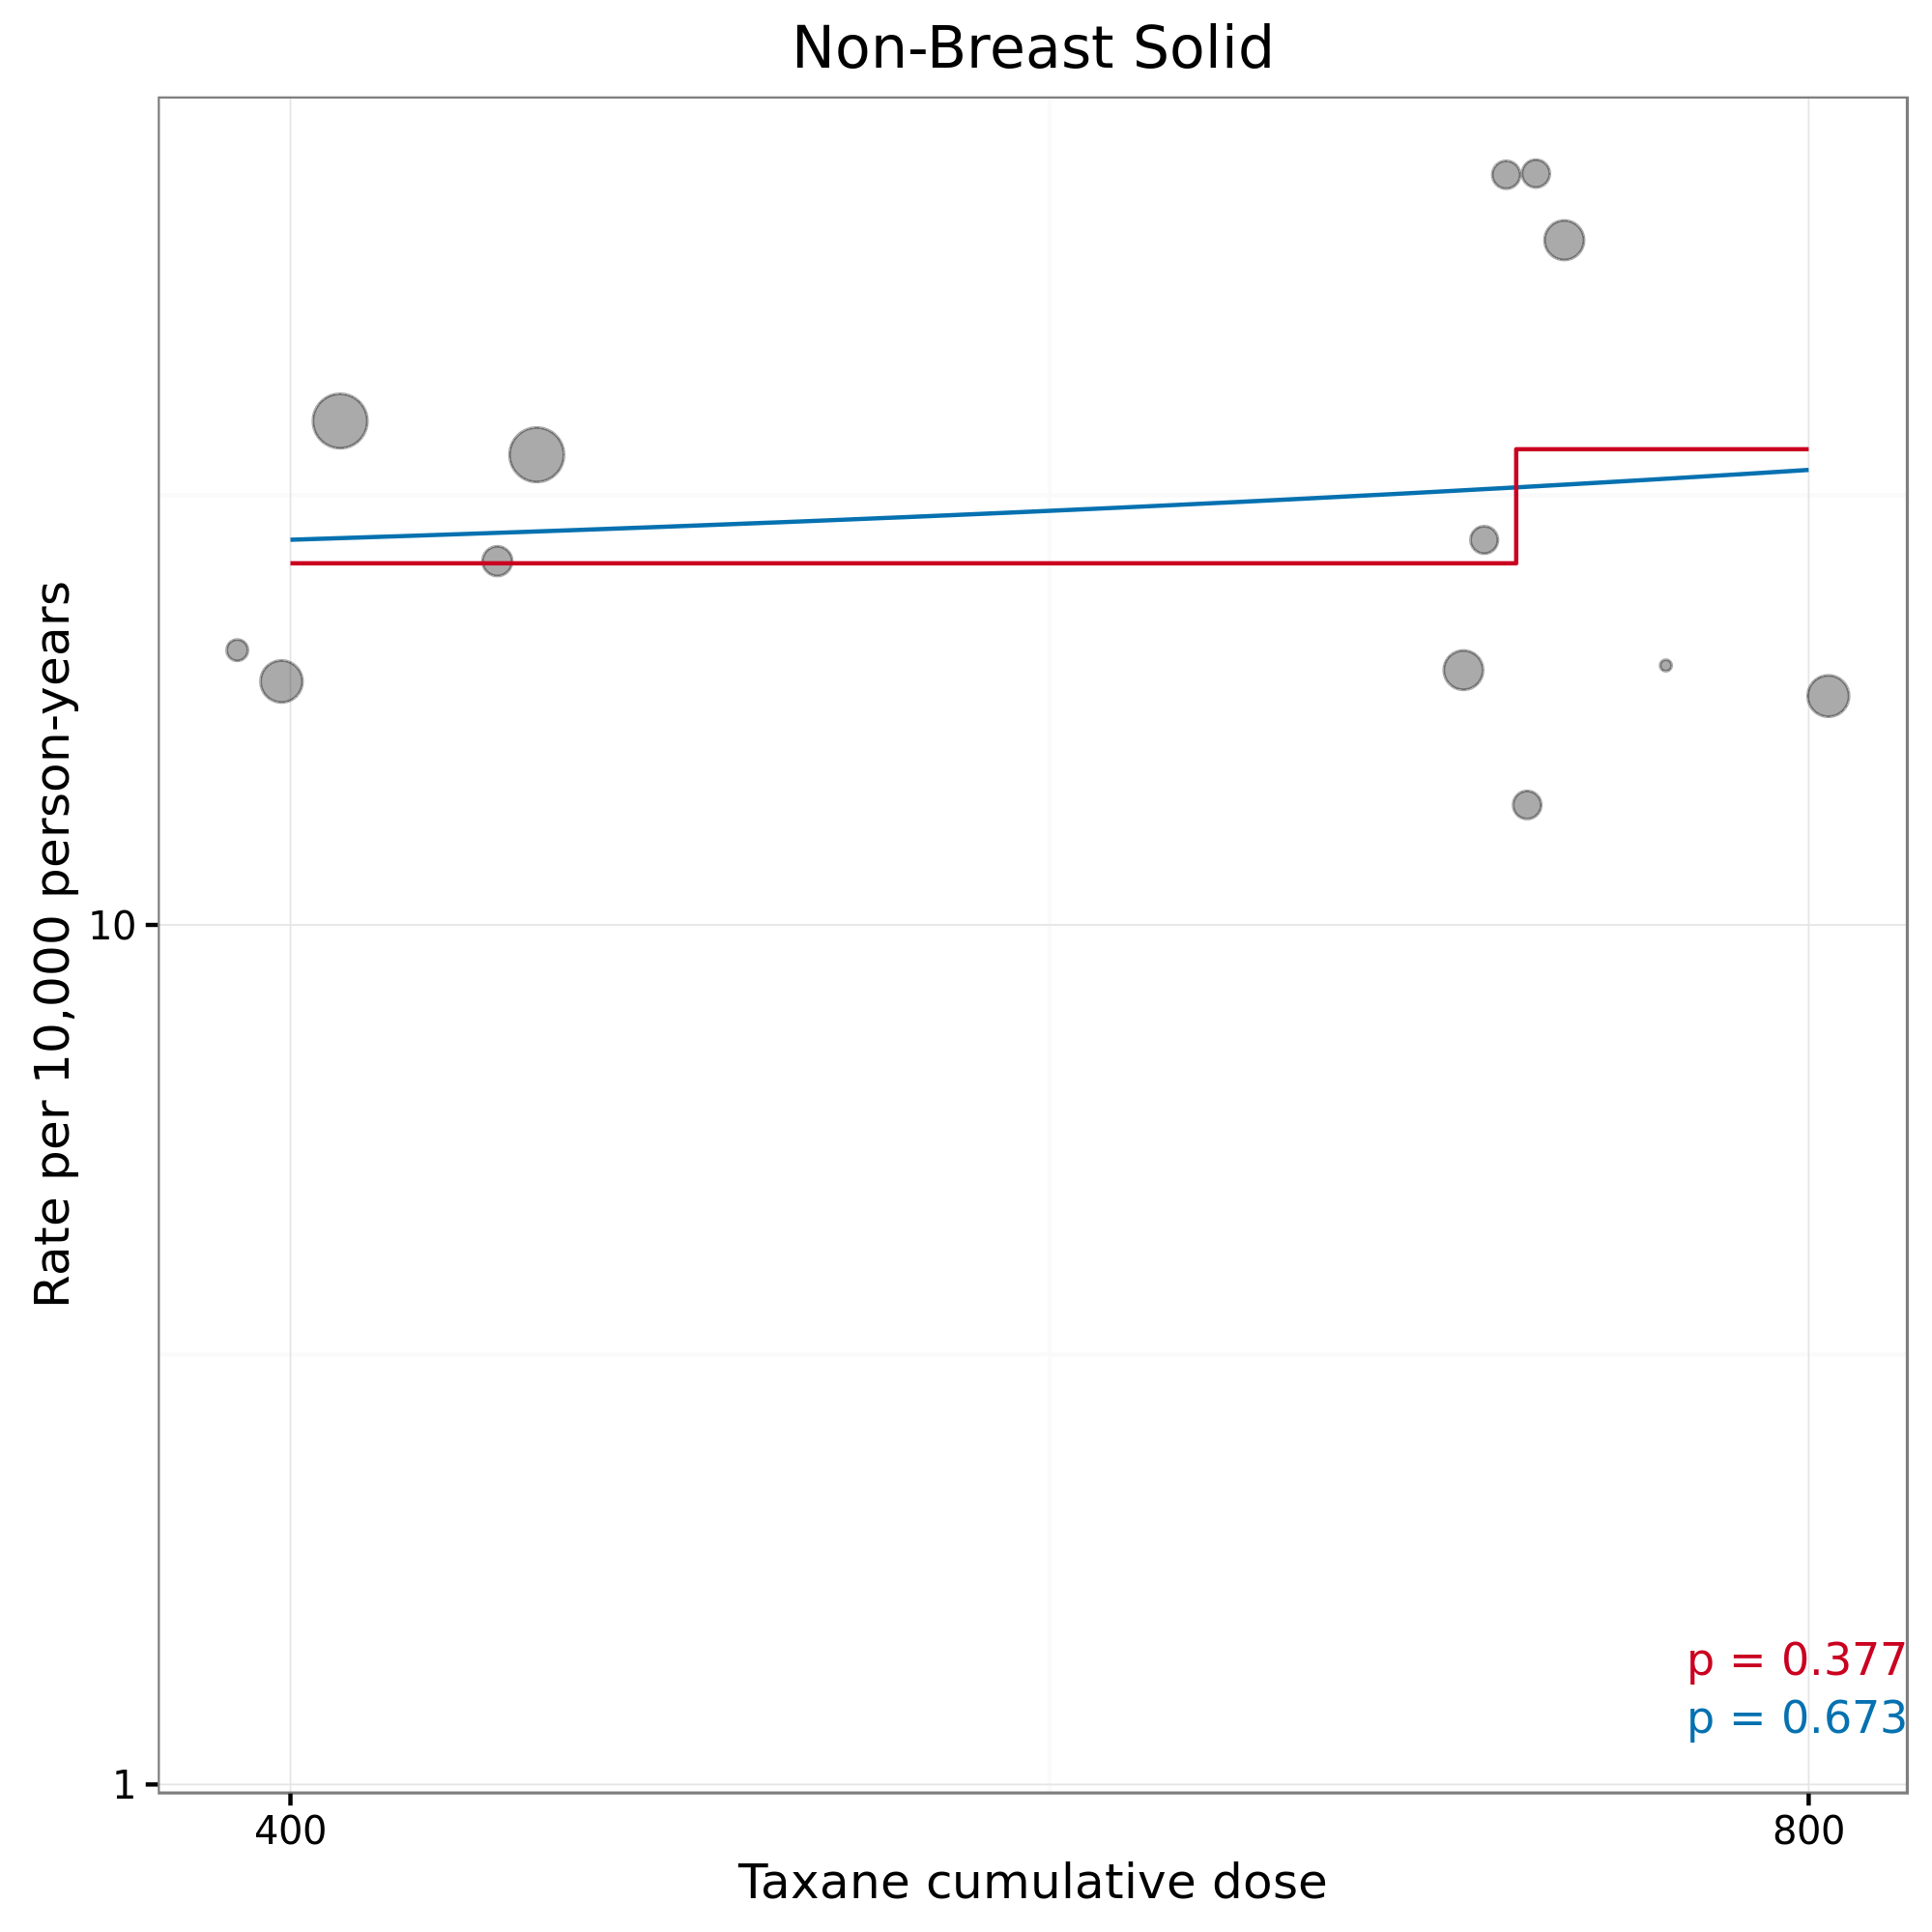 Non-Breast Solid
Rate per 10,000 person-years
10
1
p = 0.377
p = 0.673
400
800
Taxane cumulative dose